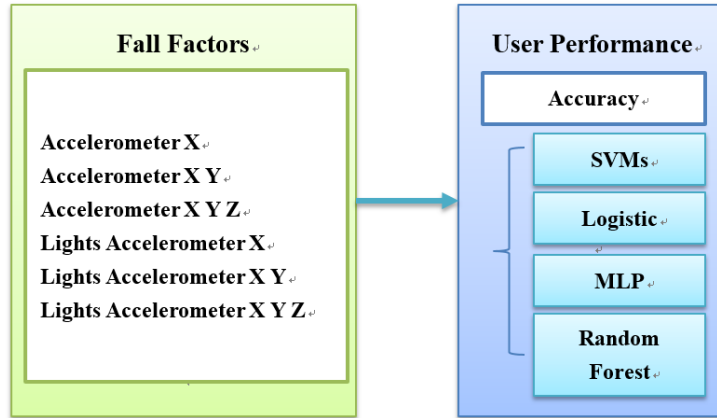 Fall Factors
Accelerometer X
Accelerometer X Y
Accelerometer X Y Z
Lights Accelerometer X
Lights Accelerometer X Y
Lights Accelerometer X Y Z
User Performance
Accuracy
SVMs
Logistic
MLP
Random
Forest